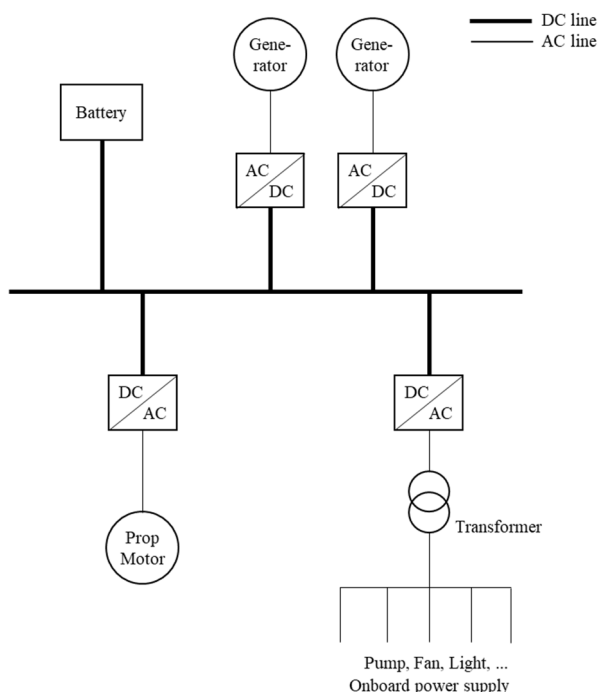 DC line
AC line
Gene-
rator
Gene-
rator
Battery
AC
DC
AC
DC
DC
AC
DC
AC
Prop
Motor
Transformer
Pump, Fan, Light, ...
Onboard power supply